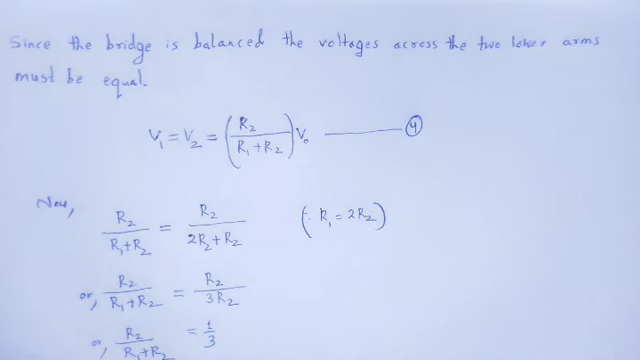 Since the bridge is balanced the voltages across the two lower arms
must be equal.
V₁ = V₂ = (R₂ / (R₁ + R₂)) V₀ ——— ④
Now,
R₂ / (R₁ + R₂) = R₂ / (2R₂ + R₂) (∵ R₁ = 2R₂)
or, R₂ / (R₁ + R₂) = R₂ / 3R₂
or, R₂ / (R₁ + R₂) = 1/3